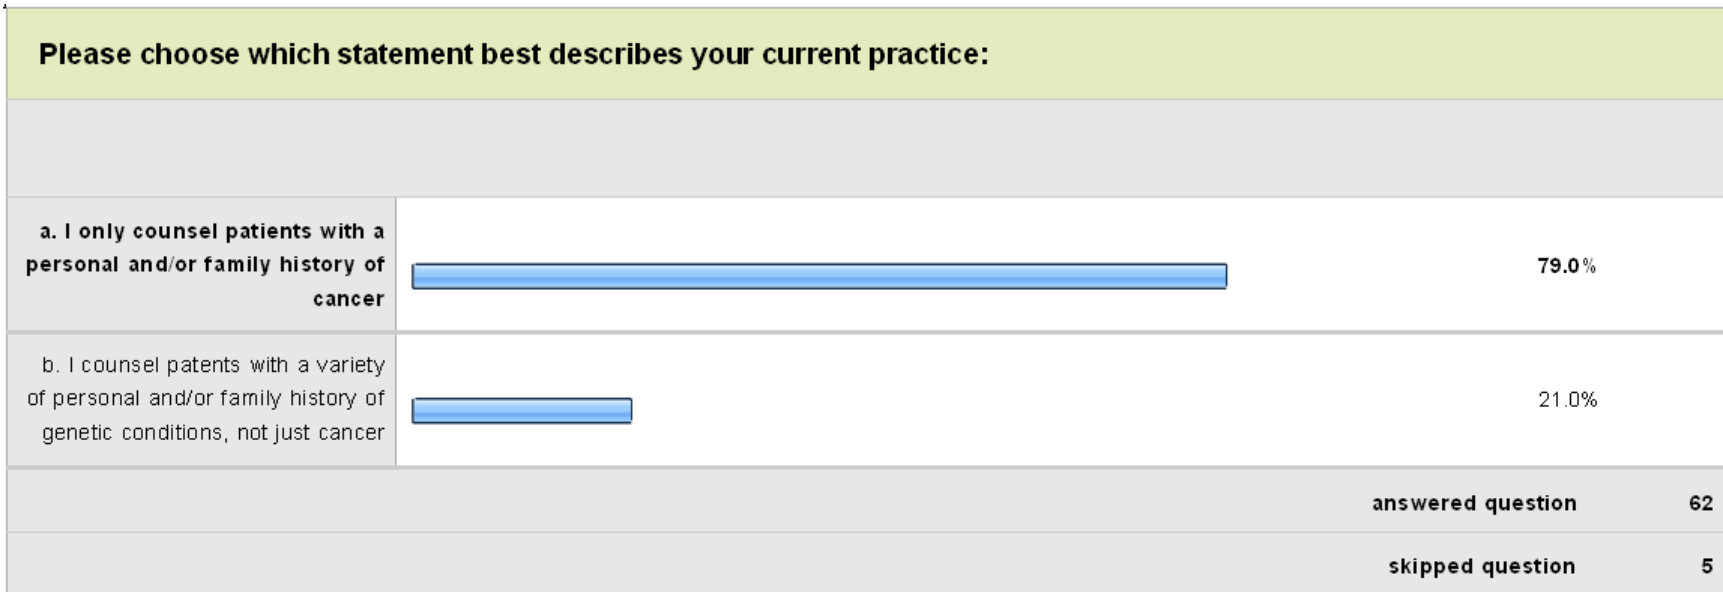 Please choose which statement best describes your current practice:
a. I only counsel patients with a
personal and/or family history of
cancer
79.0%
b. I counsel patents with a variety
of personal and/or family history of
genetic conditions, not just cancer
21.0%
answered question 62
skipped question 5